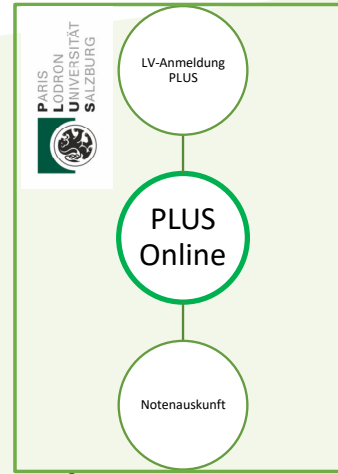 PARIS
LODRON
UNIVERSITÄT
SALZBURG
LV-Anmeldung
PLUS
PLUS
Online
Notenauskunft